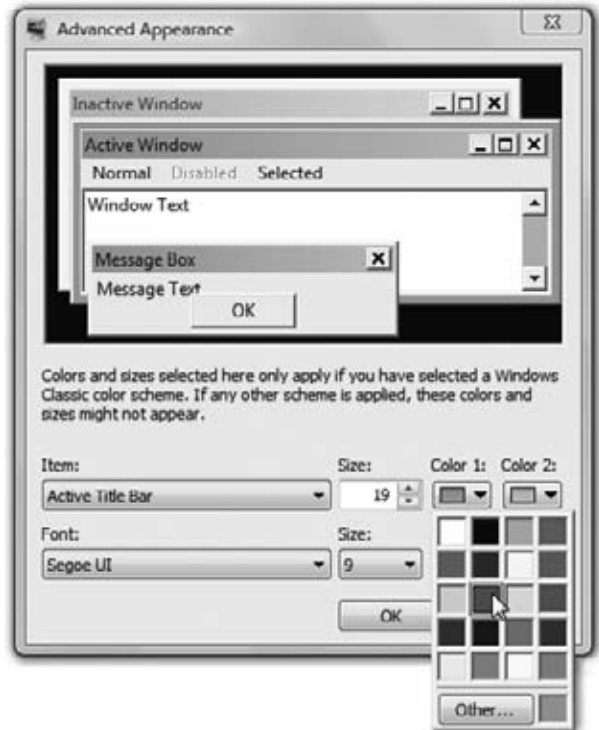 Advanced Appearance
Inactive Window
Active Window
Normal Disabled Selected
Window Text
Message Box
Message Text
OK
Colors and sizes selected here only apply if you have selected a Windows
Classic color scheme. If any other scheme is applied, these colors and
sizes might not appear.
Item: Size: Color 1: Color 2:
Active Title Bar 19
Font: Size:
Segoe UI 9
OK
Other...